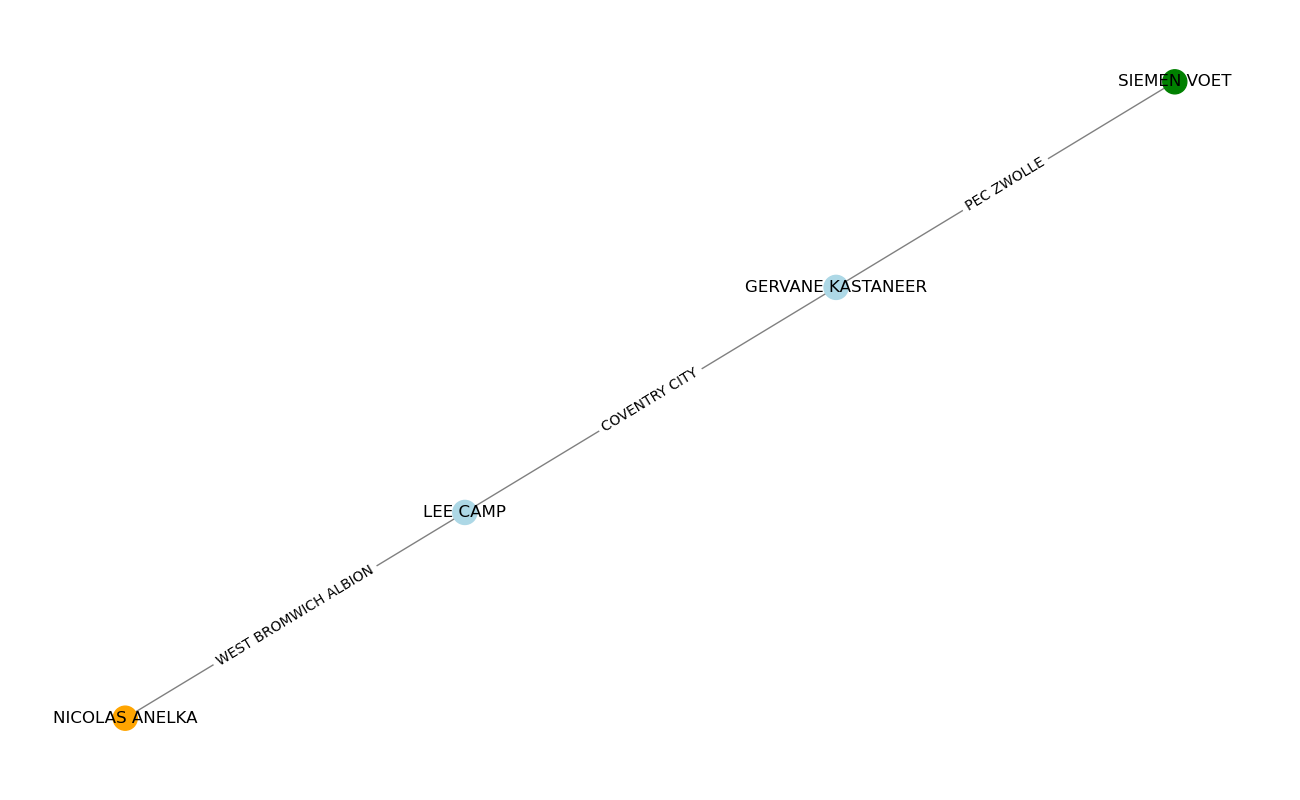 SIEMEN VOET
PEC ZWOLLE
GERVANE KASTANEER
COVENTRY CITY
LEE CAMP
WEST BROMWICH ALBION
NICOLAS ANELKA